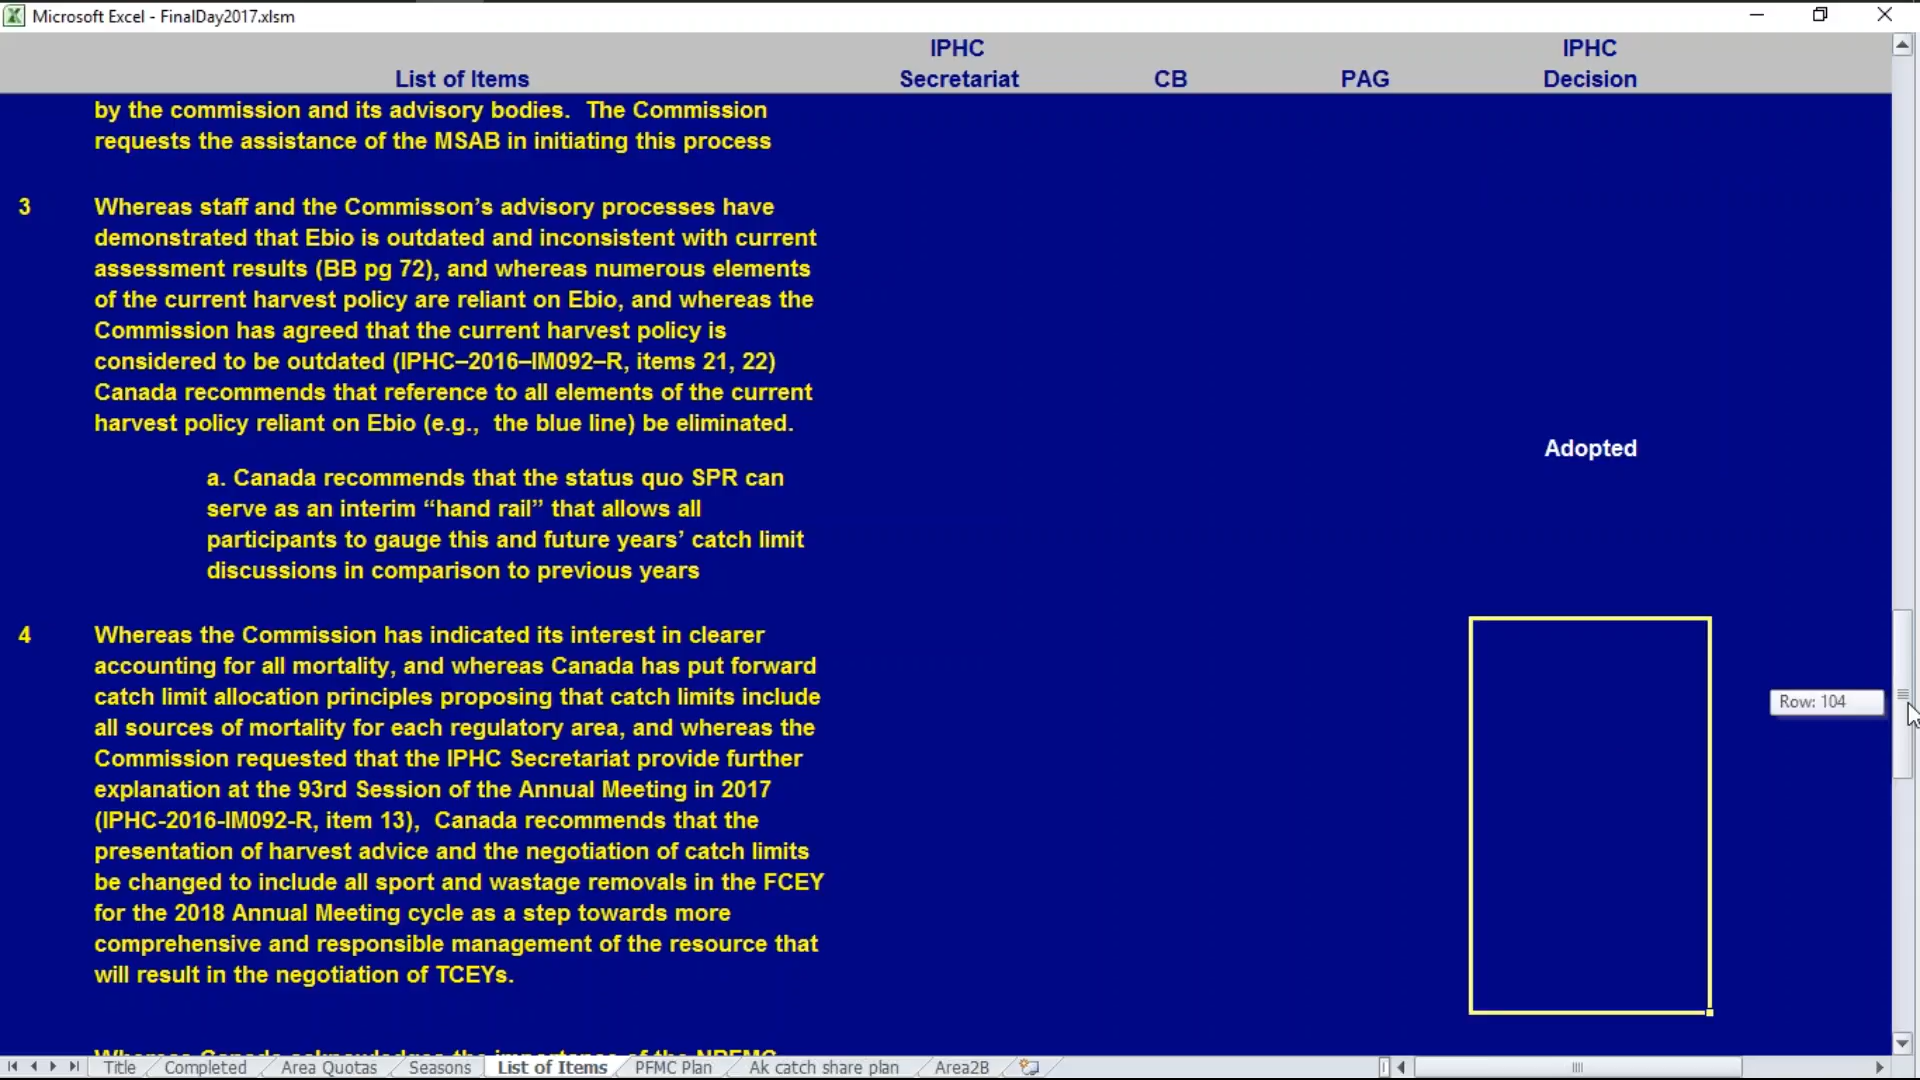 Microsoft Excel - FinalDay2017.xlsm
List of Items
IPHC
Secretariat
CB
PAG
IPHC
Decision
by the commission and its advisory bodies. The Commission
requests the assistance of the MSAB in initiating this process
3
Whereas staff and the Commisson’s advisory processes have
demonstrated that Ebio is outdated and inconsistent with current
assessment results (BB pg 72), and whereas numerous elements
of the current harvest policy are reliant on Ebio, and whereas the
Commission has agreed that the current harvest policy is
considered to be outdated (IPHC–2016–IM092–R, items 21, 22)
Canada recommends that reference to all elements of the current
harvest policy reliant on Ebio (e.g., the blue line) be eliminated.
Adopted
a. Canada recommends that the status quo SPR can
serve as an interim “hand rail” that allows all
participants to gauge this and future years’ catch limit
discussions in comparison to previous years
4
Whereas the Commission has indicated its interest in clearer
accounting for all mortality, and whereas Canada has put forward
catch limit allocation principles proposing that catch limits include
all sources of mortality for each regulatory area, and whereas the
Commission requested that the IPHC Secretariat provide further
explanation at the 93rd Session of the Annual Meeting in 2017
(IPHC-2016-IM092-R, item 13), Canada recommends that the
presentation of harvest advice and the negotiation of catch limits
be changed to include all sport and wastage removals in the FCEY
for the 2018 Annual Meeting cycle as a step towards more
comprehensive and responsible management of the resource that
will result in the negotiation of TCEYs.
Row: 104
Whereas Canada acknowledges the importance of the NPFMC
Title
Completed
Area Quotas
Seasons
List of Items
PFMC Plan
Ak catch share plan
Area2B